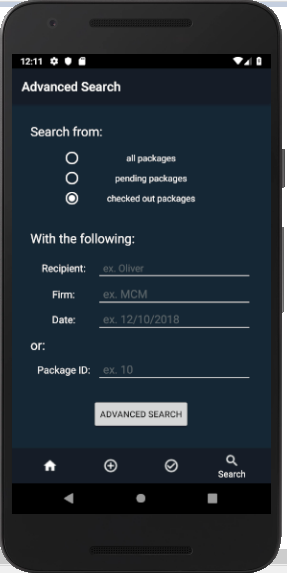 12:11
Advanced Search
Search from:
all packages
pending packages
checked out packages
With the following:
Recipient: ex. Oliver
Firm: ex. MCM
Date: ex. 12/10/2018
or:
Package ID: ex. 10
ADVANCED SEARCH
Search